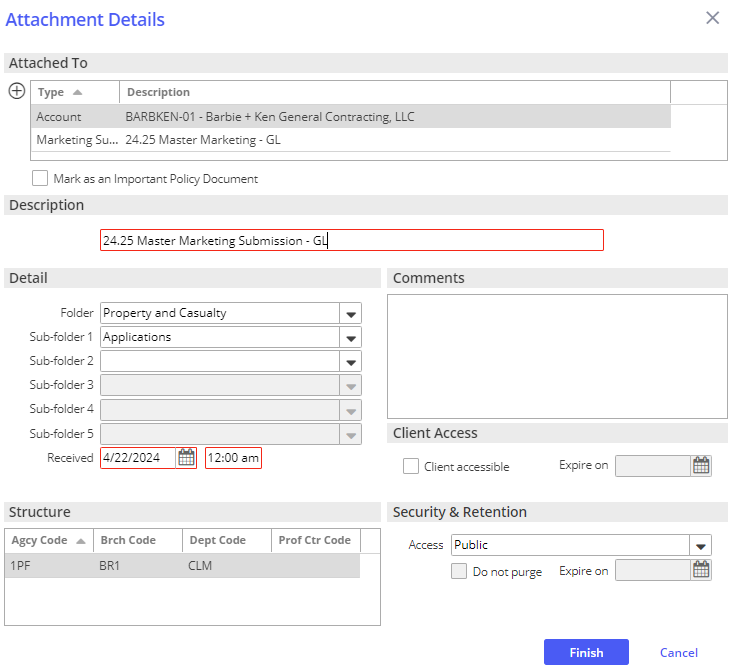 Attachment Details
Attached To
Type Description
Account BARBKEN-01 - Barbie + Ken General Contracting, LLC
Marketing Su... 24.25 Master Marketing - GL
Mark as an Important Policy Document
Description
24.25 Master Marketing Submission - GL
Detail
Folder Property and Casualty
Sub-folder 1 Applications
Sub-folder 2
Sub-folder 3
Sub-folder 4
Sub-folder 5
Received 4/22/2024 12:00 am
Comments
Client Access
Client accessible Expire on
Structure
Agcy Code Brch Code Dept Code Prof Ctr Code
1PF BR1 CLM
Security & Retention
Access Public
Do not purge Expire on
Finish Cancel